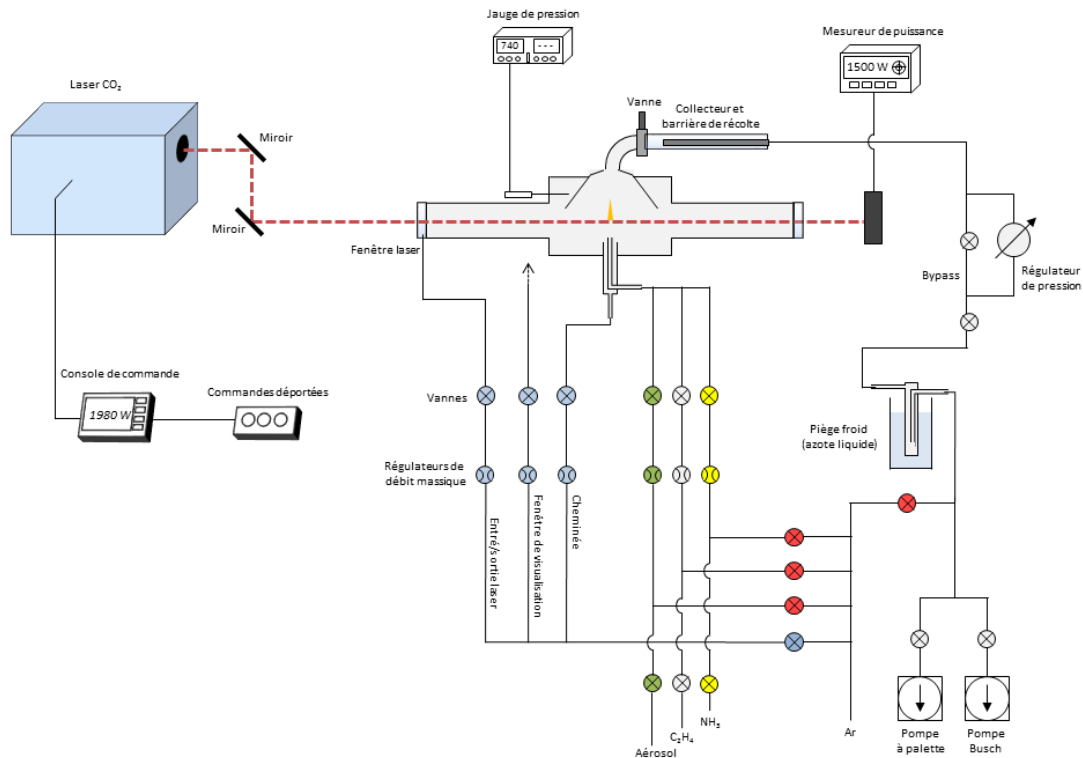 Jauge de pression
740
---
Mesureur de puissance
1500 W
Laser CO₂
Miroir
Vanne
Collecteur et
barrière de récolte
Miroir
Fenêtre laser
Bypass
Régulateur
de pression
Console de commande
1980 W
Commandes déportées
Vannes
Piège froid
(azote liquide)
Régulateurs de
débit massique
Entré/sortie laser
Fenêtre de visualisation
Cheminée
Aérosol
C₂H₄
NH₃
Ar
Pompe
à palette
Pompe
Busch